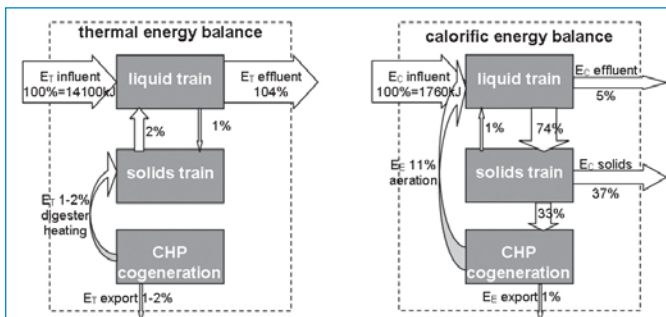 thermal energy balance
ET influent
100%=14100kJ
liquid train
ET effluent
104%
2%
1%
solids train
ET 1-2%
digester
heating
CHP
cogeneration
ET export 1-2%
calorific energy balance
EC influent
100%=1760kJ
liquid train
EC effluent
5%
1%
74%
EE 11%
aeration
solids train
EC solids
37%
33%
CHP
cogeneration
EE export 1%